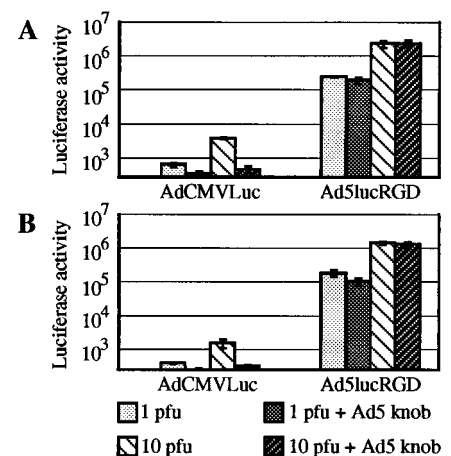 A
Luciferase activity
10^7
10^6
10^5
10^4
10^3
AdCMVLuc Ad5lucRGD
B
Luciferase activity
10^7
10^6
10^5
10^4
10^3
AdCMVLuc Ad5lucRGD
1 pfu 1 pfu + Ad5 knob
10 pfu 10 pfu + Ad5 knob